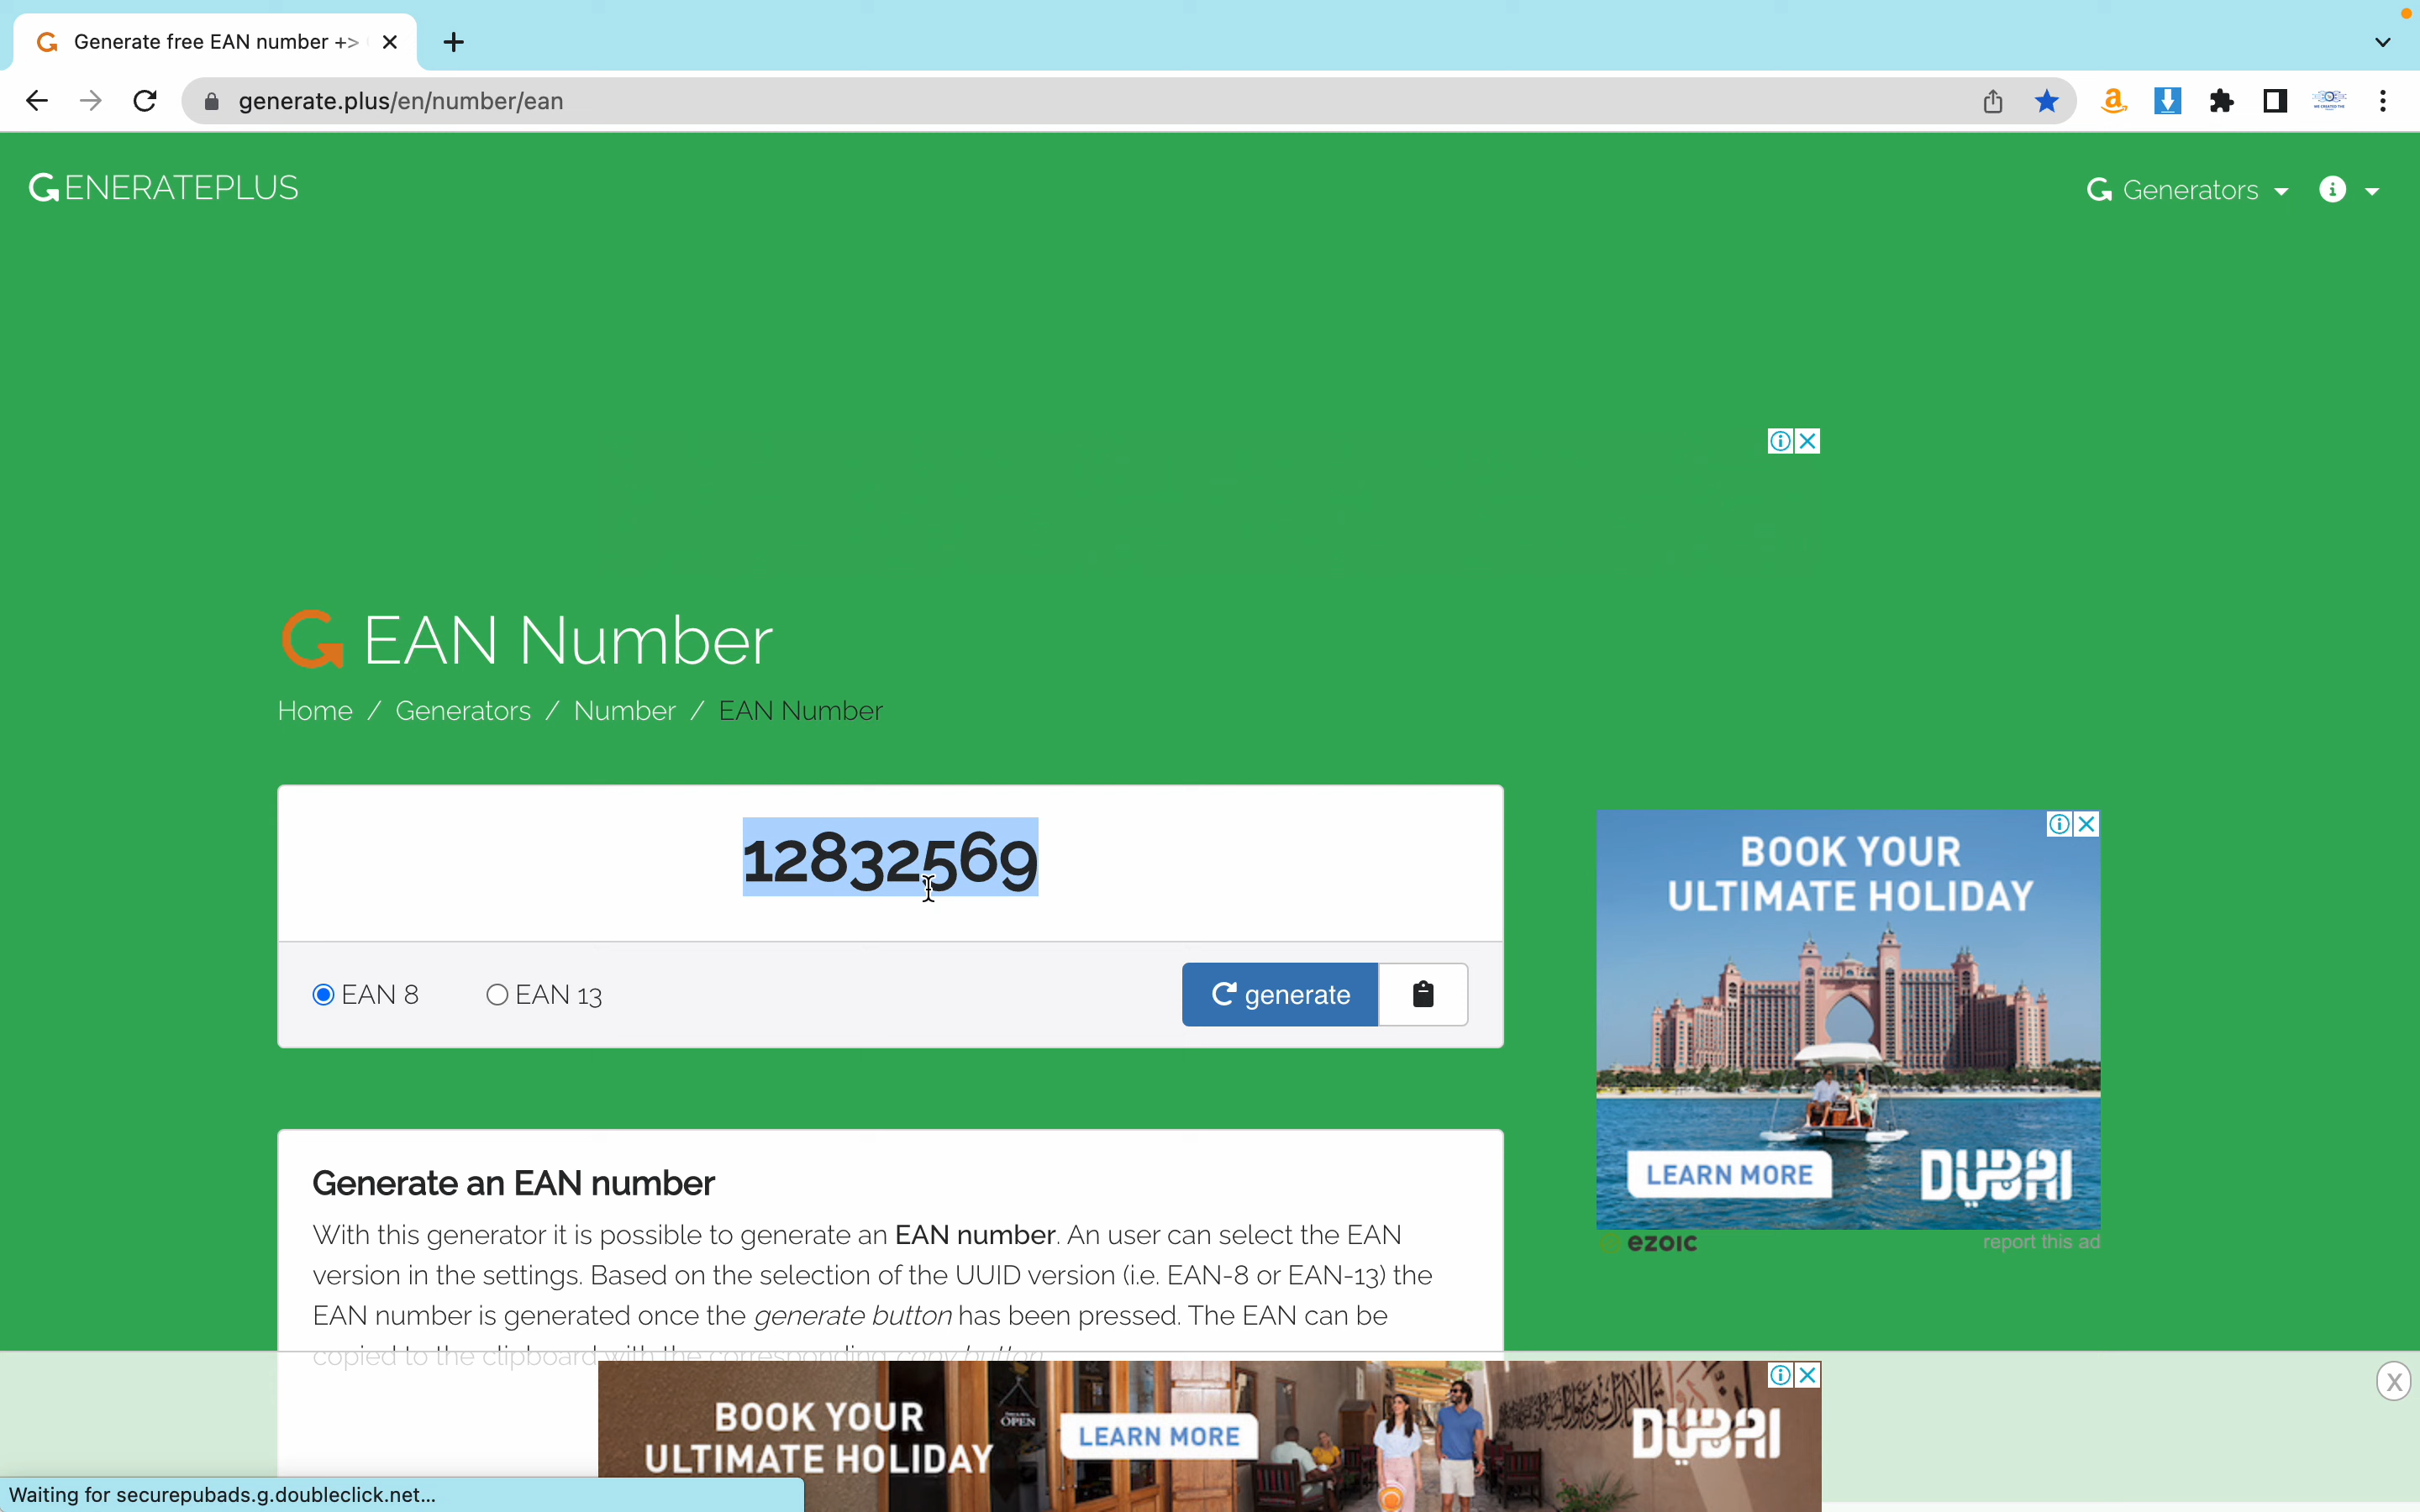 Generate free EAN number +>
generate.plus/en/number/ean
GENERATEPLUS
Generators
EAN Number
Home / Generators / Number / EAN Number
12832569
EAN 8
EAN 13
generate
BOOK YOUR
ULTIMATE HOLIDAY
LEARN MORE
DUBAI
ezoic
report this ad
Generate an EAN number
With this generator it is possible to generate an EAN number. An user can select the EAN
version in the settings. Based on the selection of the UUID version (i.e. EAN-8 or EAN-13) the
EAN number is generated once the generate button has been pressed. The EAN can be
copied to the clipboard with the corresponding copy button.
BOOK YOUR
ULTIMATE HOLIDAY
OPEN
LEARN MORE
DUBAI
X
Waiting for securepubads.g.doubleclick.net...